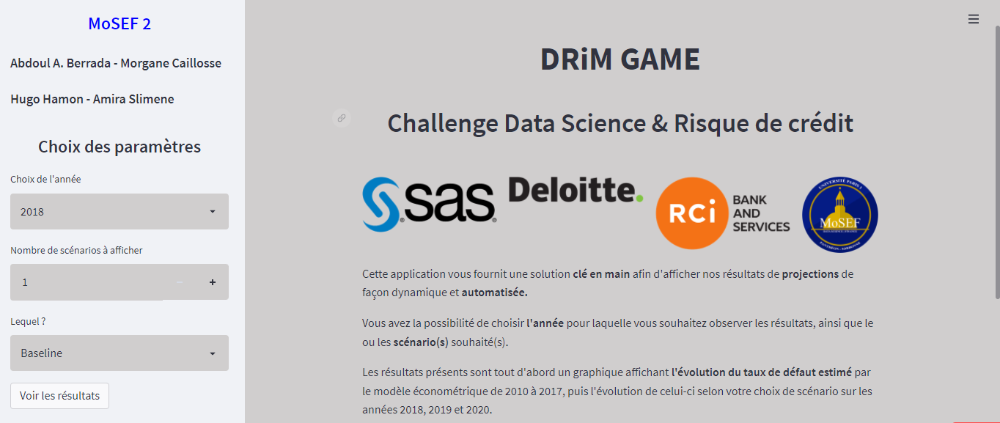 MoSEF 2
Abdoul A. Berrada - Morgane Caillosse
Hugo Hamon - Amira Slimene
Choix des paramètres
Choix de l'année
2018
Nombre de scénarios à afficher
1
Lequel ?
Baseline
Voir les résultats
DRiM GAME
Challenge Data Science & Risque de crédit
sas
Deloitte.
RCi BANK
AND
SERVICES
UNIVERSITÉ PARIS 1
MoSEF
PANTHÉON - SORBONNE
Cette application vous fournit une solution clé en main afin d'afficher nos résultats de projections de
façon dynamique et automatisée.
Vous avez la possibilité de choisir l'année pour laquelle vous souhaitez observer les résultats, ainsi que le
ou les scénario(s) souhaité(s).
Les résultats présents sont tout d'abord un graphique affichant l'évolution du taux de défaut estimé par
le modèle économétrique de 2010 à 2017, puis l'évolution de celui-ci selon votre choix de scénario sur les
années 2018, 2019 et 2020.